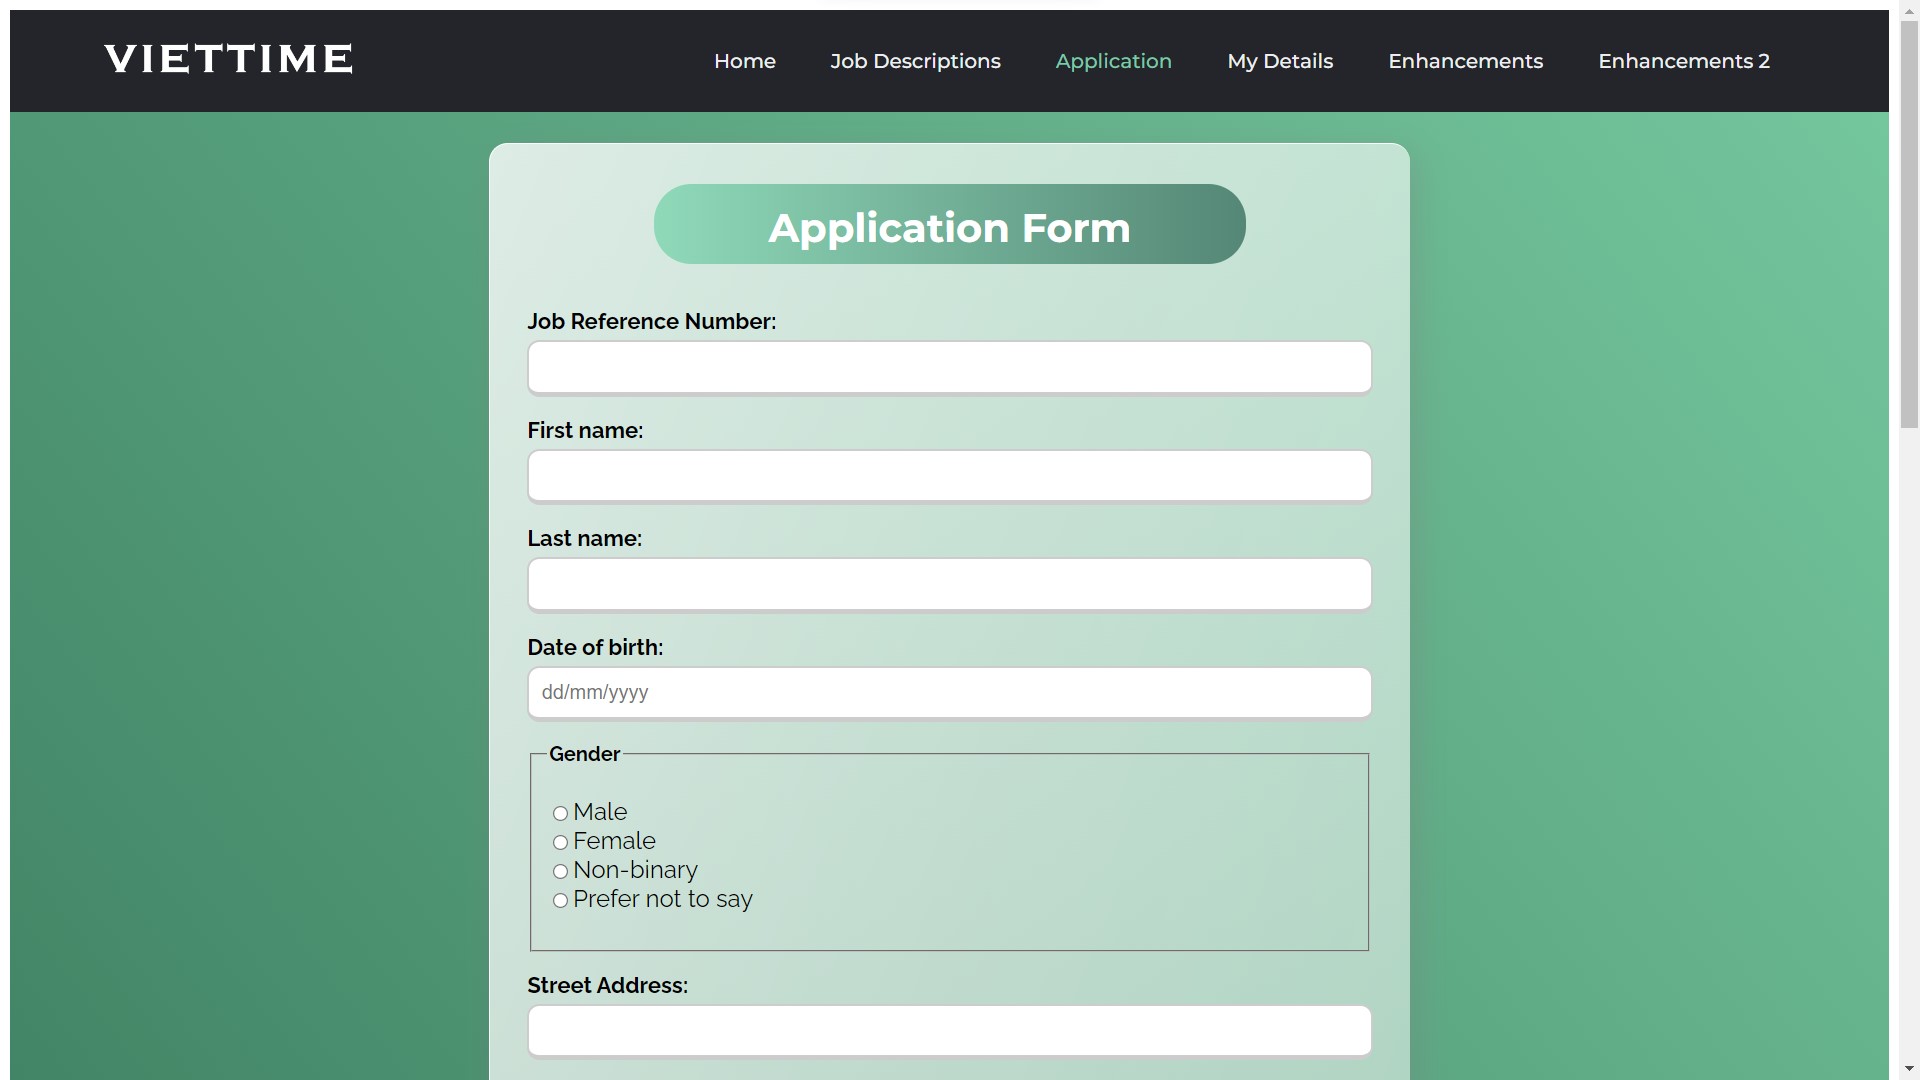 VIETTIME
Home Job Descriptions Application My Details Enhancements Enhancements 2
Application Form
Job Reference Number:
First name:
Last name:
Date of birth:
dd/mm/yyyy
Gender
Male
Female
Non-binary
Prefer not to say
Street Address: